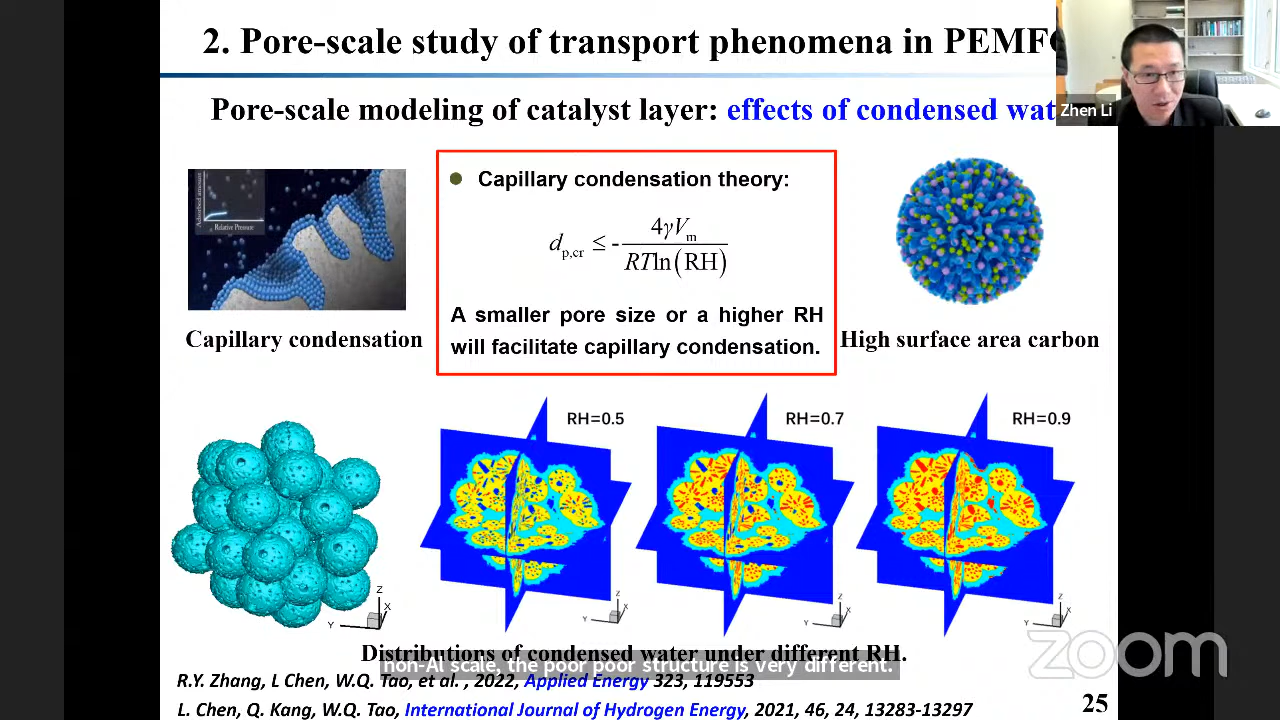 2. Pore-scale study of transport phenomena in PEMFC
Pore-scale modeling of catalyst layer: effects of condensed wat
Zhen Li
Adsorbed amount
Relative Pressure
Capillary condensation
● Capillary condensation theory:
d_p,cr ≤ - 4γV_m / RTln(RH)
A smaller pore size or a higher RH
will facilitate capillary condensation.
High surface area carbon
RH=0.5
RH=0.7
RH=0.9
Z
X
Y
Z
X
Y
Z
X
Y
Z
X
Y
Distributions of condensed water under different RH.
non-Al scale, the poor poor structure is very different.
R.Y. Zhang, L Chen, W.Q. Tao, et al. , 2022, Applied Energy 323, 119553
L. Chen, Q. Kang, W.Q. Tao, International Journal of Hydrogen Energy, 2021, 46, 24, 13283-13297
25
zoom